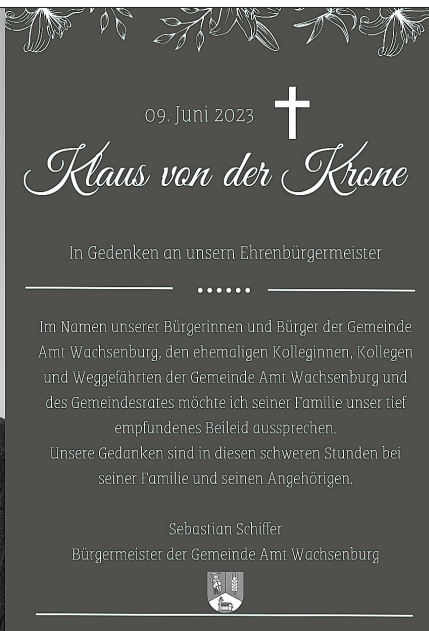 09. Juni 2023
Klaus von der Krone
In Gedenken an unsern Ehrenbürgermeister
Im Namen unserer Bürgerinnen und Bürger der Gemeinde
Amt Wachsenburg, den ehemaligen Kolleginnen, Kollegen
und Weggefährten der Gemeinde Amt Wachsenburg und
des Gemeindesrates möchte ich seiner Familie unser tief
empfundenes Beileid aussprechen.
Unsere Gedanken sind in diesen schweren Stunden bei
seiner Familie und seinen Angehörigen.
Sebastian Schiffer
Bürgermeister der Gemeinde Amt Wachsenburg